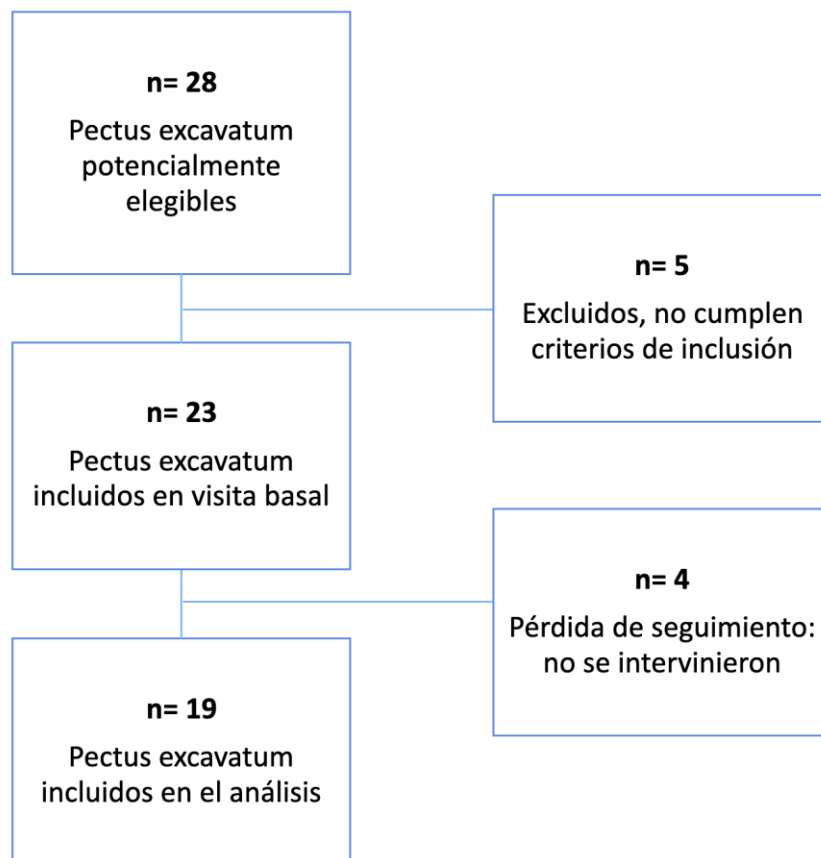 n= 28
Pectus excavatum
potencialmente
elegibles
n= 5
Excluidos, no cumplen
criterios de inclusión
n= 23
Pectus excavatum
incluidos en visita basal
n= 4
Pérdida de seguimiento:
no se intervinieron
n= 19
Pectus excavatum
incluidos en el análisis